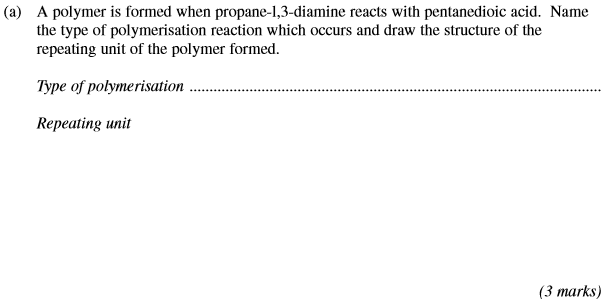 (a) A polymer is formed when propane-l,3-diamine reacts with pentanedioic acid. Name
the type of polymerisation reaction which occurs and draw the structure of the
repeating unit of the polymer formed.
Type of polymerisation ........................................................................................................
Repeating unit
(3 marks)